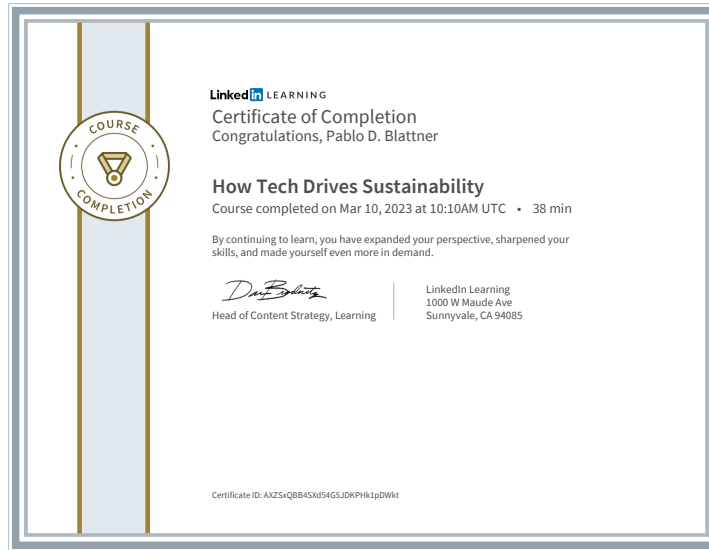 COURSE
COMPLETION
Linked in LEARNING
Certificate of Completion
Congratulations, Pablo D. Blattner
How Tech Drives Sustainability
Course completed on Mar 10, 2023 at 10:10AM UTC • 38 min
By continuing to learn, you have expanded your perspective, sharpened your
skills, and made yourself even more in demand.
Head of Content Strategy, Learning
LinkedIn Learning
1000 W Maude Ave
Sunnyvale, CA 94085
Certificate ID: AXZSxQBB4SXd54G5JDKPHk1pDWkt